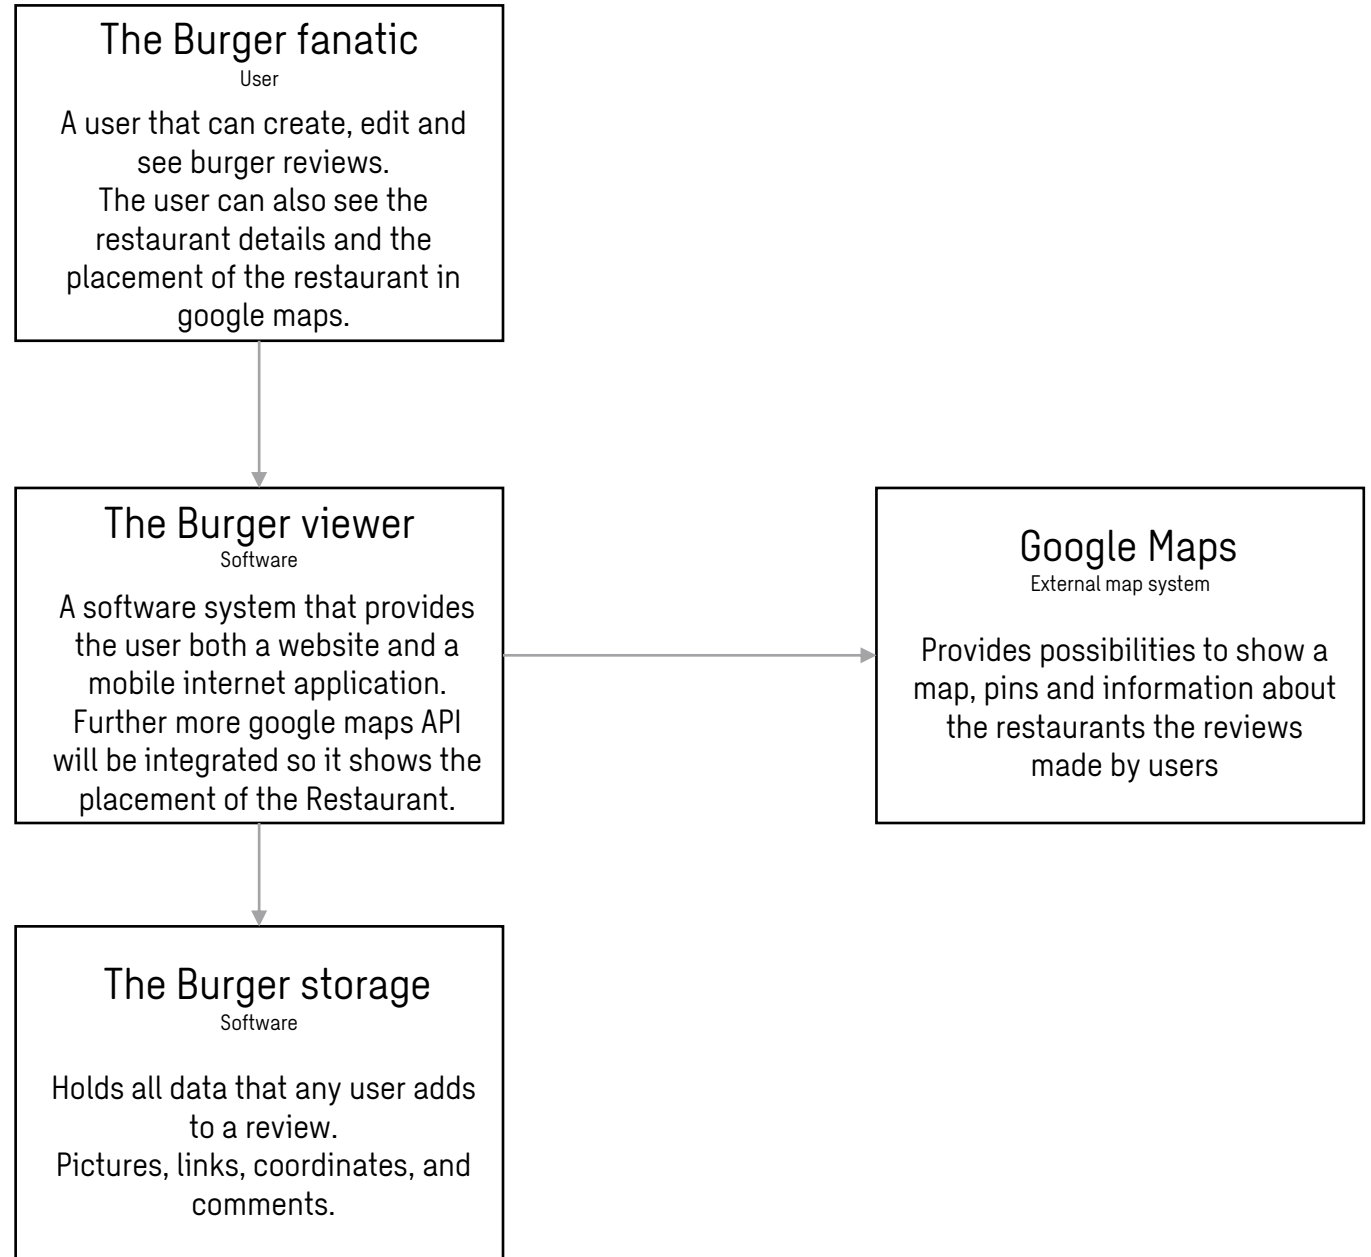 The Burger fanatic
User
A user that can create, edit and
see burger reviews.
The user can also see the
restaurant details and the
placement of the restaurant in
google maps.
The Burger viewer
Software
A software system that provides
the user both a website and a
mobile internet application.
Further more google maps API
will be integrated so it shows the
placement of the Restaurant.
Google Maps
External map system
Provides possibilities to show a
map, pins and information about
the restaurants the reviews
made by users
The Burger storage
Software
Holds all data that any user adds
to a review.
Pictures, links, coordinates, and
comments.